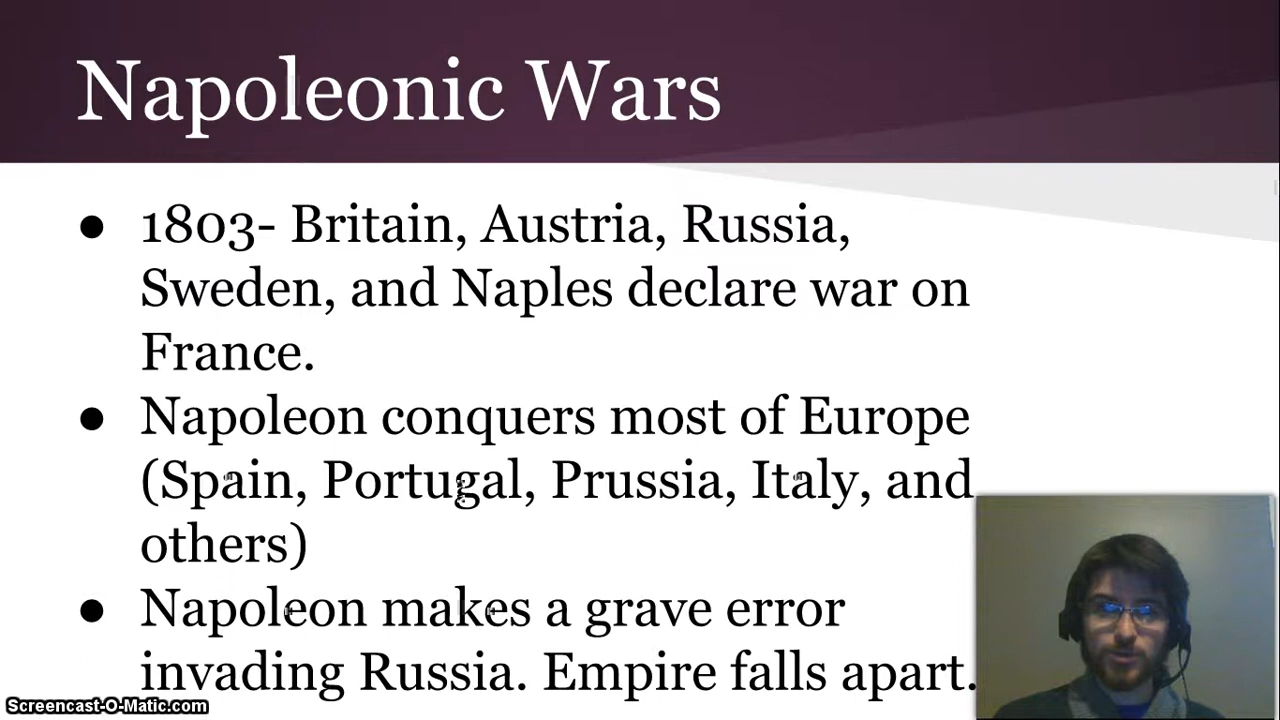 Napoleonic Wars
● 1803- Britain, Austria, Russia,
Sweden, and Naples declare war on
France.
● Napoleon conquers most of Europe
(Spain, Portugal, Prussia, Italy, and
others)
● Napoleon makes a grave error
invading Russia. Empire falls apart.
Screencast-O-Matic.com